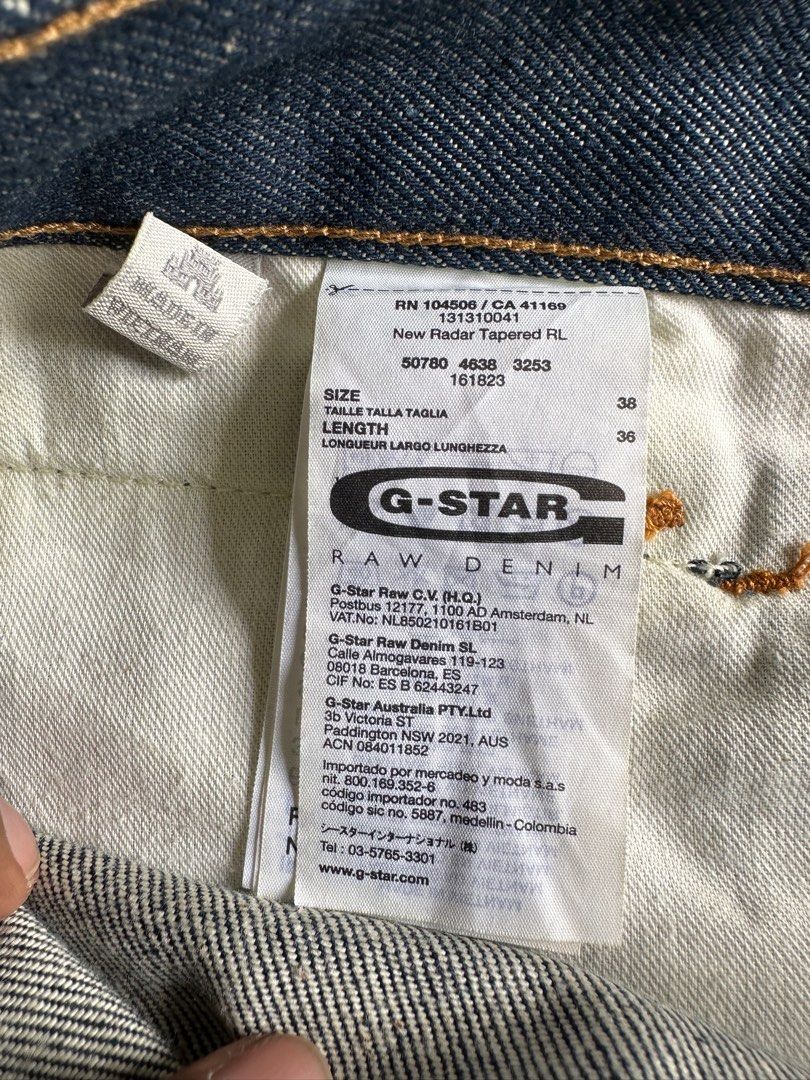 MADE IN
VIETNAM
RN 104506 / CA 41169
131310041
New Radar Tapered RL
50780 4638 3253
161823
SIZE 38
TAILLE TALLA TAGLIA
LENGTH 36
LONGUEUR LARGO LUNGHEZZA
G-STAR
RAW DENIM
G-Star Raw C.V. (H.Q.)
Postbus 12177, 1100 AD Amsterdam, NL
VAT.No: NL850210161B01
G-Star Raw Denim SL
Calle Almogavares 119-123
08018 Barcelona, ES
CIF No: ES B 62443247
G-Star Australia PTY.Ltd
3b Victoria ST
Paddington NSW 2021, AUS
ACN 084011852
Importado por mercadeo y moda s.a.s
nit. 800.169.352-6
código importador no. 463
código sic no. 5887, medellin - Colombia
シースターインターナショナル (株)
Tel : 03-5765-3301
www.g-star.com